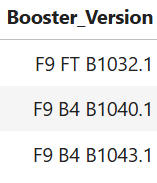 Booster_Version
F9 FT B1032.1
F9 B4 B1040.1
F9 B4 B1043.1